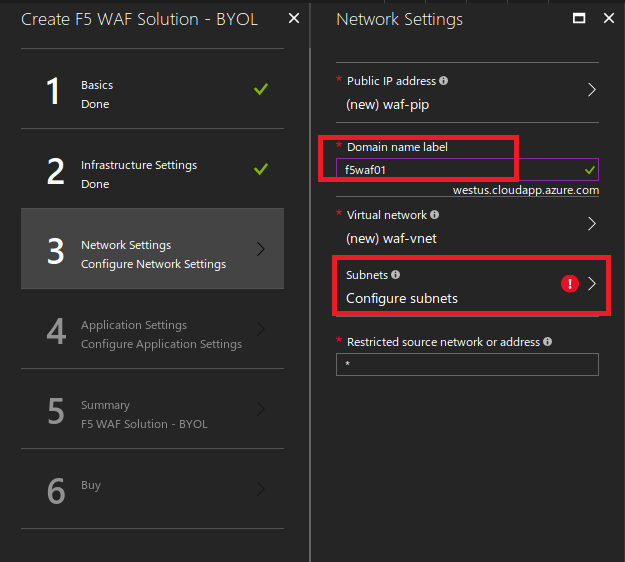 Create F5 WAF Solution - BYOL
1
Basics
Done
2
Infrastructure Settings
Done
3
Network Settings
Configure Network Settings
4
Application Settings
Configure Application Settings
5
Summary
F5 WAF Solution - BYOL
6
Buy
Network Settings
* Public IP address
(new) waf-pip
* Domain name label
f5waf01
westus.cloudapp.azure.com
* Virtual network
(new) waf-vnet
Subnets
Configure subnets
* Restricted source network or address
*